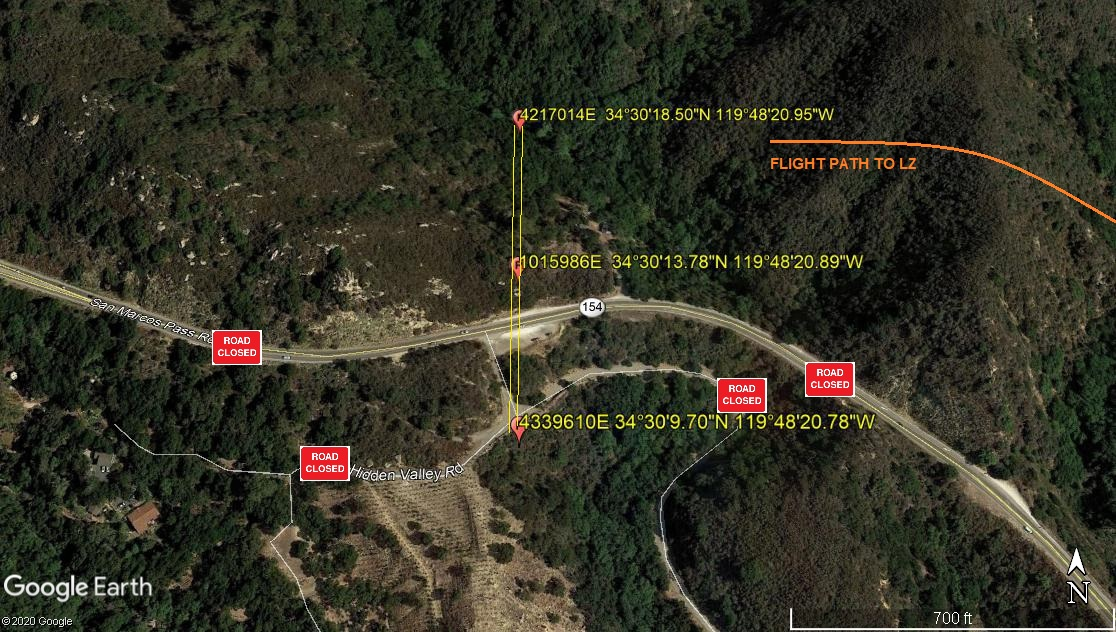 4217014E 34°30'18.50"N 119°48'20.95"W
FLIGHT PATH TO LZ
1015986E 34°30'13.78"N 119°48'20.89"W
154
San Marcos Pass Rd
ROAD
CLOSED
ROAD
CLOSED
ROAD
CLOSED
4339610E 34°30'9.70"N 119°48'20.78"W
ROAD
CLOSED
Hidden Valley Rd
Google Earth
N
©2020 Google
700 ft